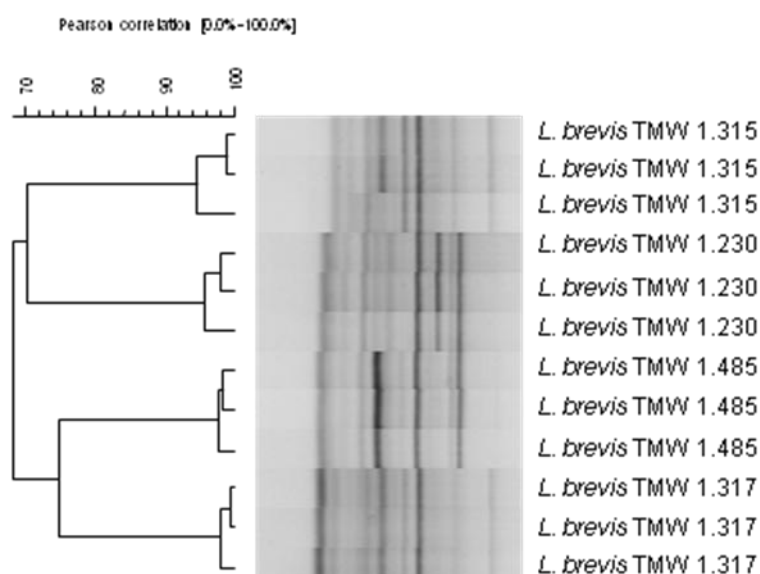 Pearson correlation [0.0%-100.0%]
70 80 90 100
L. brevis TMW 1.315
L. brevis TMW 1.315
L. brevis TMW 1.315
L. brevis TMW 1.230
L. brevis TMW 1.230
L. brevis TMW 1.230
L. brevis TMW 1.485
L. brevis TMW 1.485
L. brevis TMW 1.485
L. brevis TMW 1.317
L. brevis TMW 1.317
L. brevis TMW 1.317